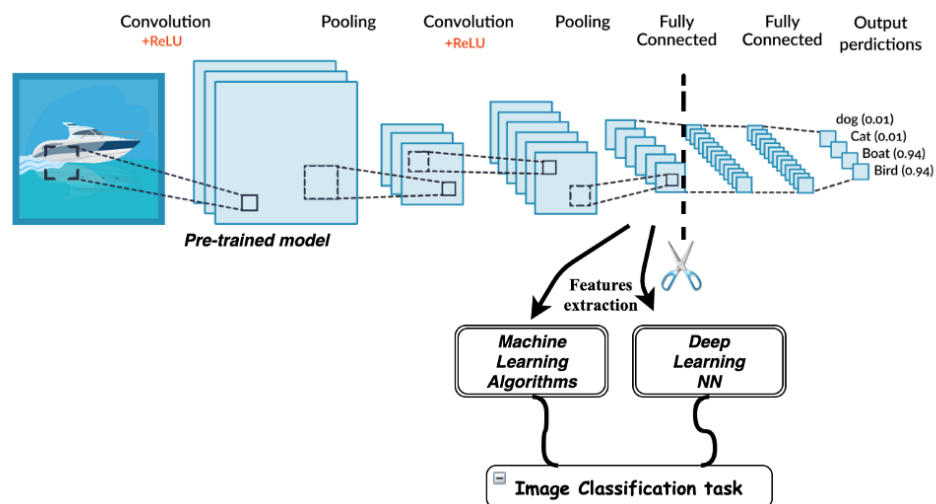 Convolution
+ReLU
Pooling
Convolution
+ReLU
Pooling
Fully
Connected
Fully
Connected
Output
perdictions
dog (0.01)
Cat (0.01)
Boat (0.94)
Bird (0.94)
Pre-trained model
Features
extraction
Machine
Learning
Algorithms
Deep
Learning
NN
Image Classification task